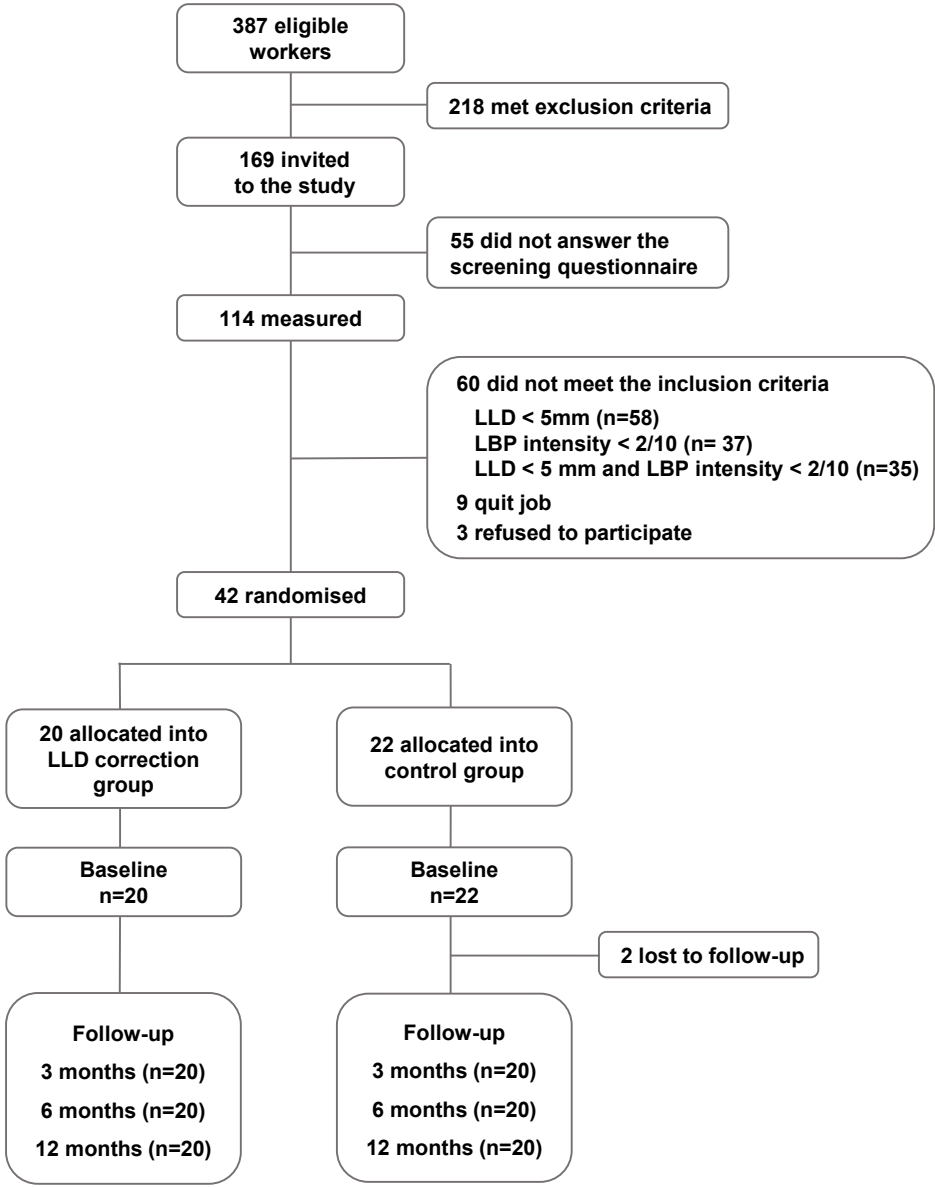 387 eligible
workers
218 met exclusion criteria
169 invited
to the study
55 did not answer the
screening questionnaire
114 measured
60 did not meet the inclusion criteria
LLD < 5mm (n=58)
LBP intensity < 2/10 (n= 37)
LLD < 5 mm and LBP intensity < 2/10 (n=35)
9 quit job
3 refused to participate
42 randomised
20 allocated into
LLD correction
group
22 allocated into
control group
Baseline
n=20
Baseline
n=22
2 lost to follow-up
Follow-up
3 months (n=20)
6 months (n=20)
12 months (n=20)
Follow-up
3 months (n=20)
6 months (n=20)
12 months (n=20)